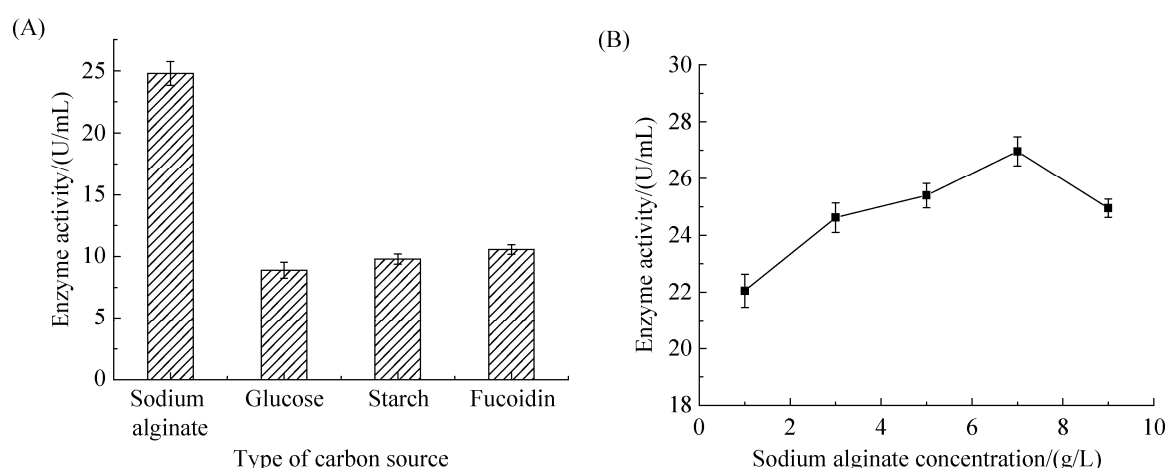 (A)
25
20
15
10
5
0
Enzyme activity/(U/mL)
Sodium
alginate
Glucose
Starch
Fucoidin
Type of carbon source
(B)
30
28
26
24
22
20
18
Enzyme activity/(U/mL)
0
2
4
6
8
10
Sodium alginate concentration/(g/L)